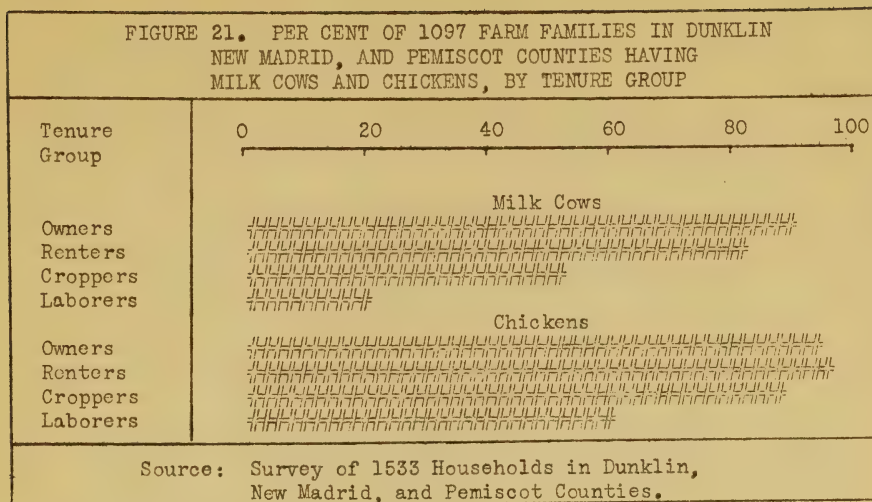 FIGURE 21. PER CENT OF 1097 FARM FAMILIES IN DUNKLIN
NEW MADRID, AND PEMISCOT COUNTIES HAVING
MILK COWS AND CHICKENS, BY TENURE GROUP
Tenure 0 20 40 60 80 100
Group
Milk Cows
Owners
Renters
Croppers
Laborers
Chickens
Owners
Renters
Croppers
Laborers
Source: Survey of 1533 Households in Dunklin,
New Madrid, and Pemiscot Counties.